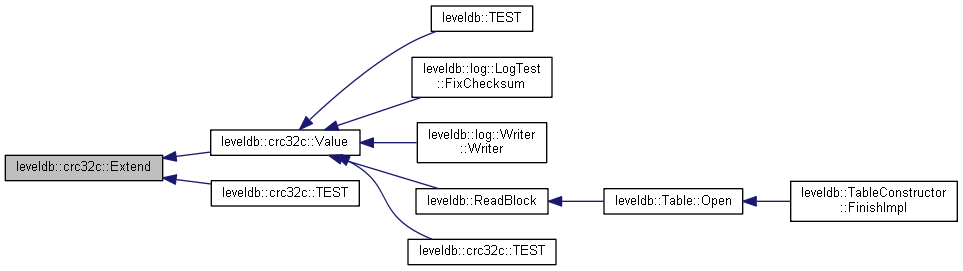 leveldb::TEST
leveldb::log::LogTest
::FixChecksum
leveldb::crc32c::Value
leveldb::log::Writer
::Writer
leveldb::crc32c::Extend
leveldb::crc32c::TEST
leveldb::ReadBlock
leveldb::Table::Open
leveldb::TableConstructor
::FinishImpl
leveldb::crc32c::TEST